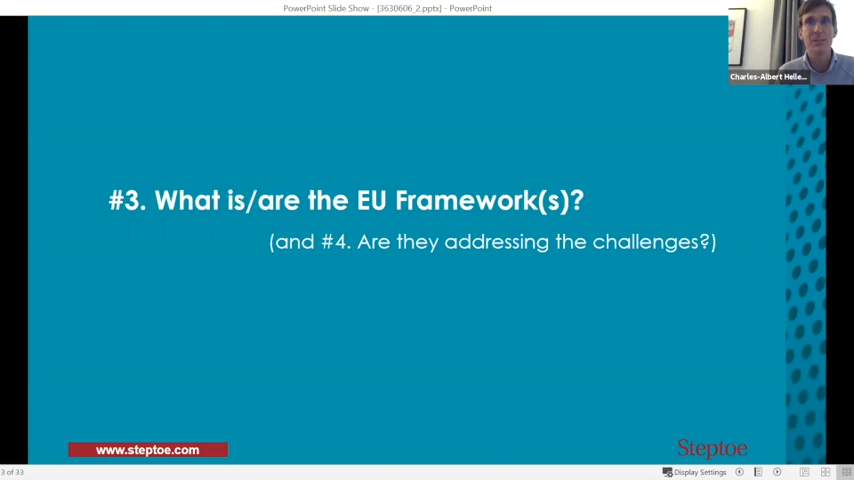 PowerPoint Slide Show - [3630606_2.pptx] - PowerPoint
Charles-Albert Helle...
#3. What is/are the EU Framework(s)?
(and #4. Are they addressing the challenges?)
www.steptoe.com
Steptoe
3 of 33
Display Settings